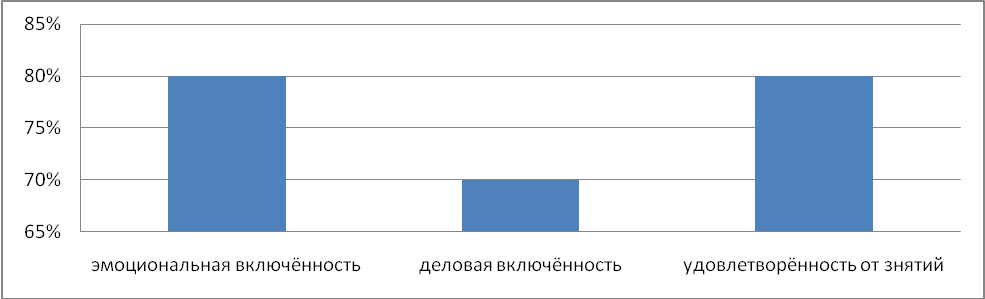 85%
80%
75%
70%
65%
эмоциональная включённость
деловая включённость
удовлетворённость от знятий